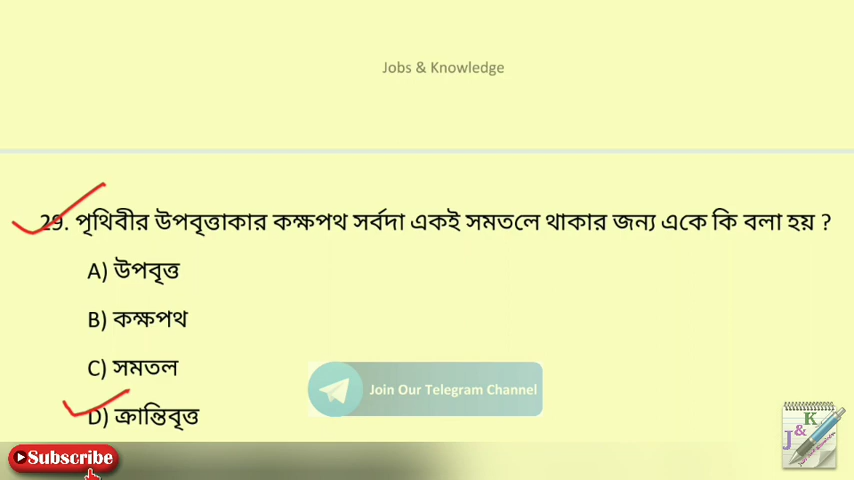 Jobs & Knowledge
29. পৃথিবীর উপবৃত্তাকার কক্ষপথ সর্বদা একই সমতলে থাকার জন্য একে কি বলা হয় ?
A) উপবৃত্ত
B) কক্ষপথ
C) সমতল
Join Our Telegram Channel
D) ক্রান্তিবৃত্ত
J&K
Subscribe